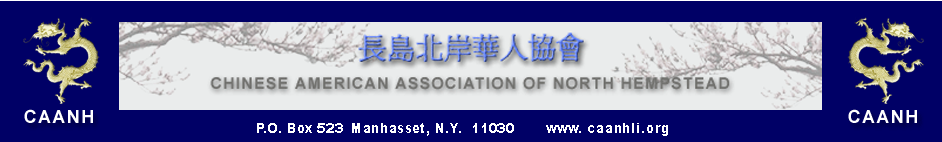 長島北岸華人協會
CHINESE AMERICAN ASSOCIATION OF NORTH HEMPSTEAD
CAANH
CAANH
P.O. Box 523 Manhasset, N.Y. 11030 www. caanhli.org